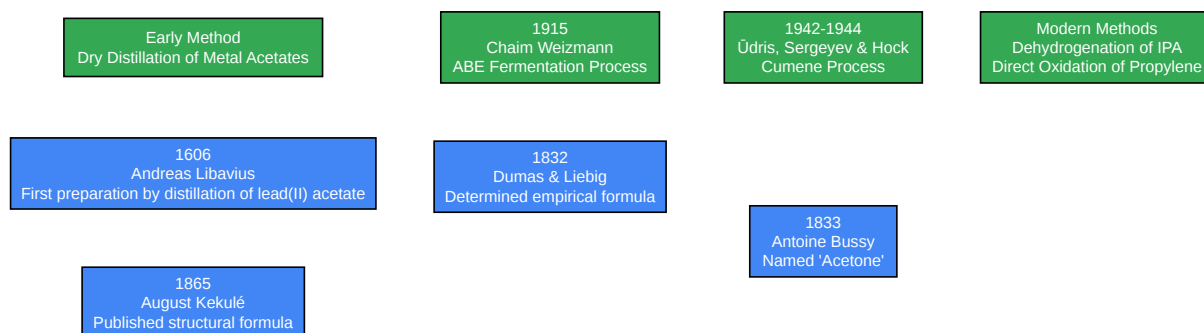 Early Method
Dry Distillation of Metal Acetates
1915
Chaim Weizmann
ABE Fermentation Process
1942-1944
Ūdris, Sergeyev & Hock
Cumene Process
Modern Methods
Dehydrogenation of IPA
Direct Oxidation of Propylene
1606
Andreas Libavius
First preparation by distillation of lead(II) acetate
1832
Dumas & Liebig
Determined empirical formula
1833
Antoine Bussy
Named 'Acetone'
1865
August Kekulé
Published structural formula